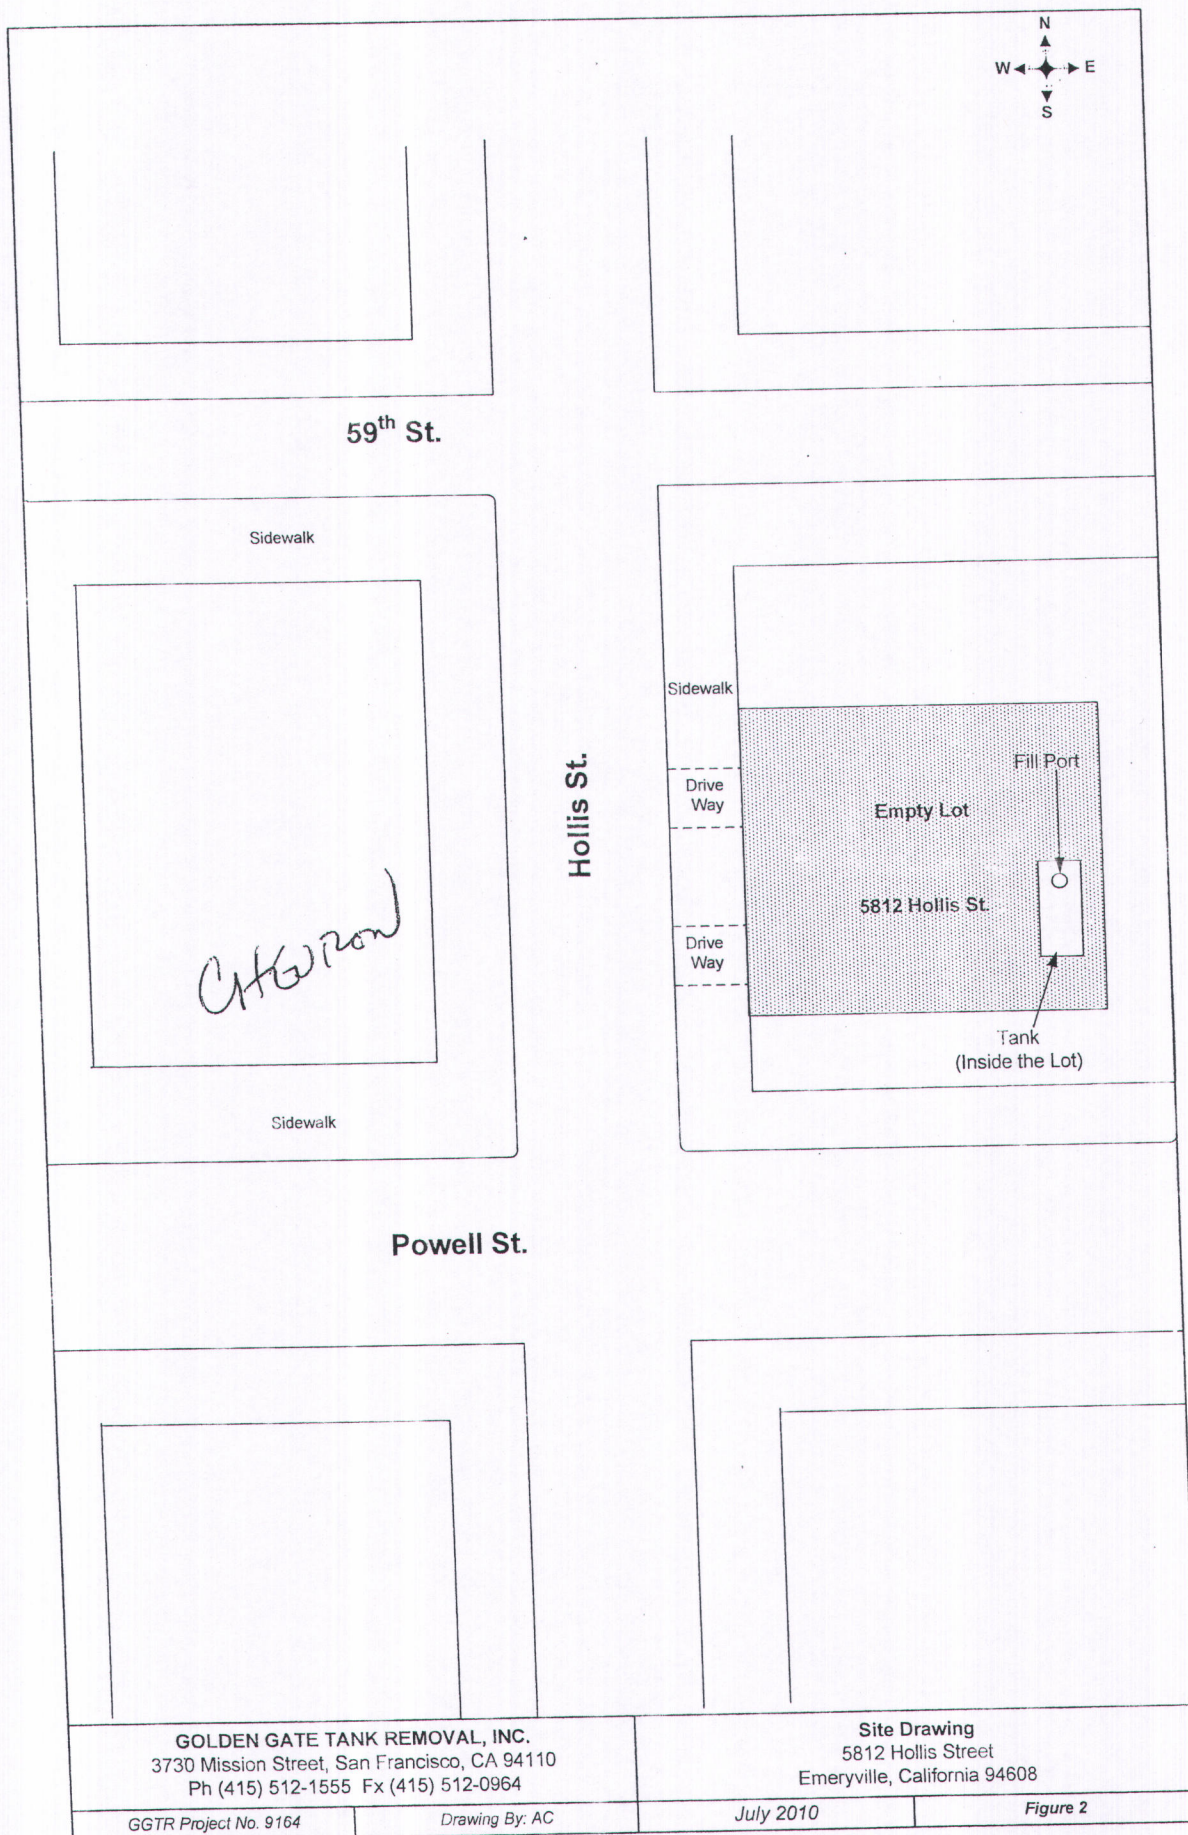 N
W E
S
59th St.
Sidewalk
Sidewalk
Hollis St.
Drive
Way
Fill Port
Empty Lot
5812 Hollis St.
Drive
Way
CHEVRON
Tank
(Inside the Lot)
Sidewalk
Powell St.
GOLDEN GATE TANK REMOVAL, INC.
3730 Mission Street, San Francisco, CA 94110
Ph (415) 512-1555 Fx (415) 512-0964
Site Drawing
5812 Hollis Street
Emeryville, California 94608
GGTR Project No. 9164
Drawing By: AC
July 2010
Figure 2